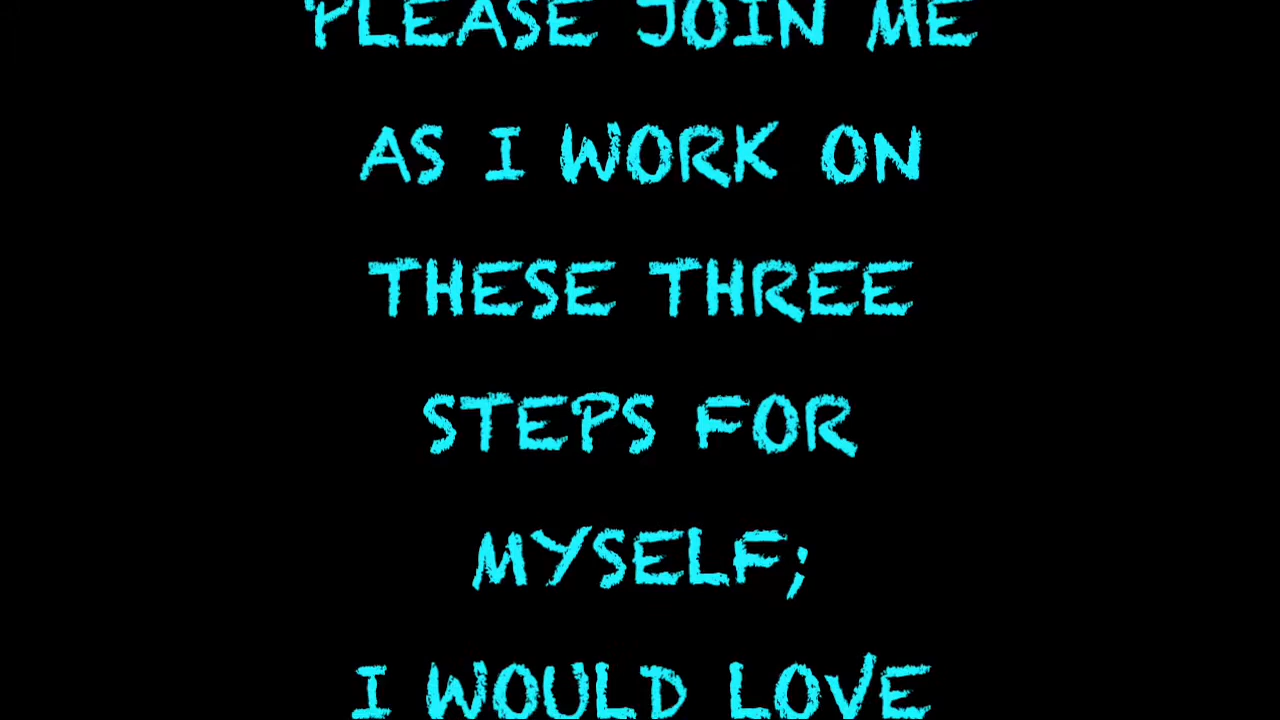 PLEASE JOIN ME
AS I WORK ON
THESE THREE
STEPS FOR
MYSELF;
I WOULD LOVE